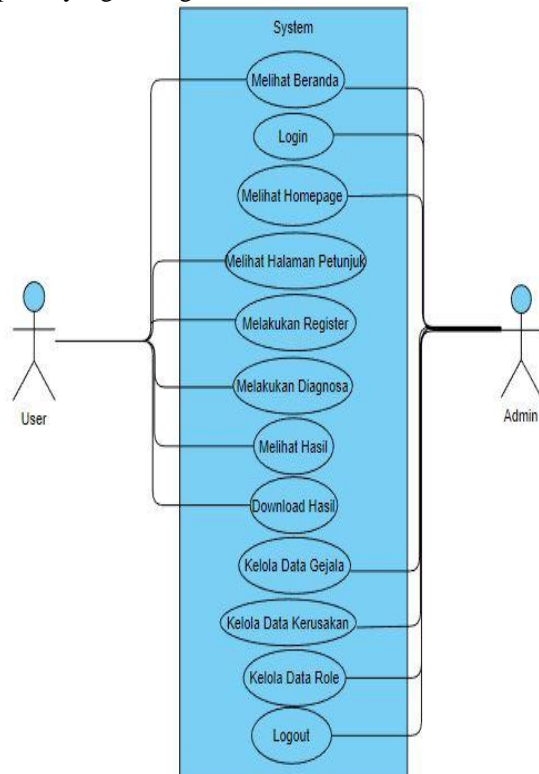 System
Melihat Beranda
Login
Melihat Homepage
Melihat Halaman Petunjuk
Melakukan Register
Melakukan Diagnosa
Melihat Hasil
Download Hasil
Kelola Data Gejala
Kelola Data Kerusakan
Kelola Data Role
Logout
User
Admin